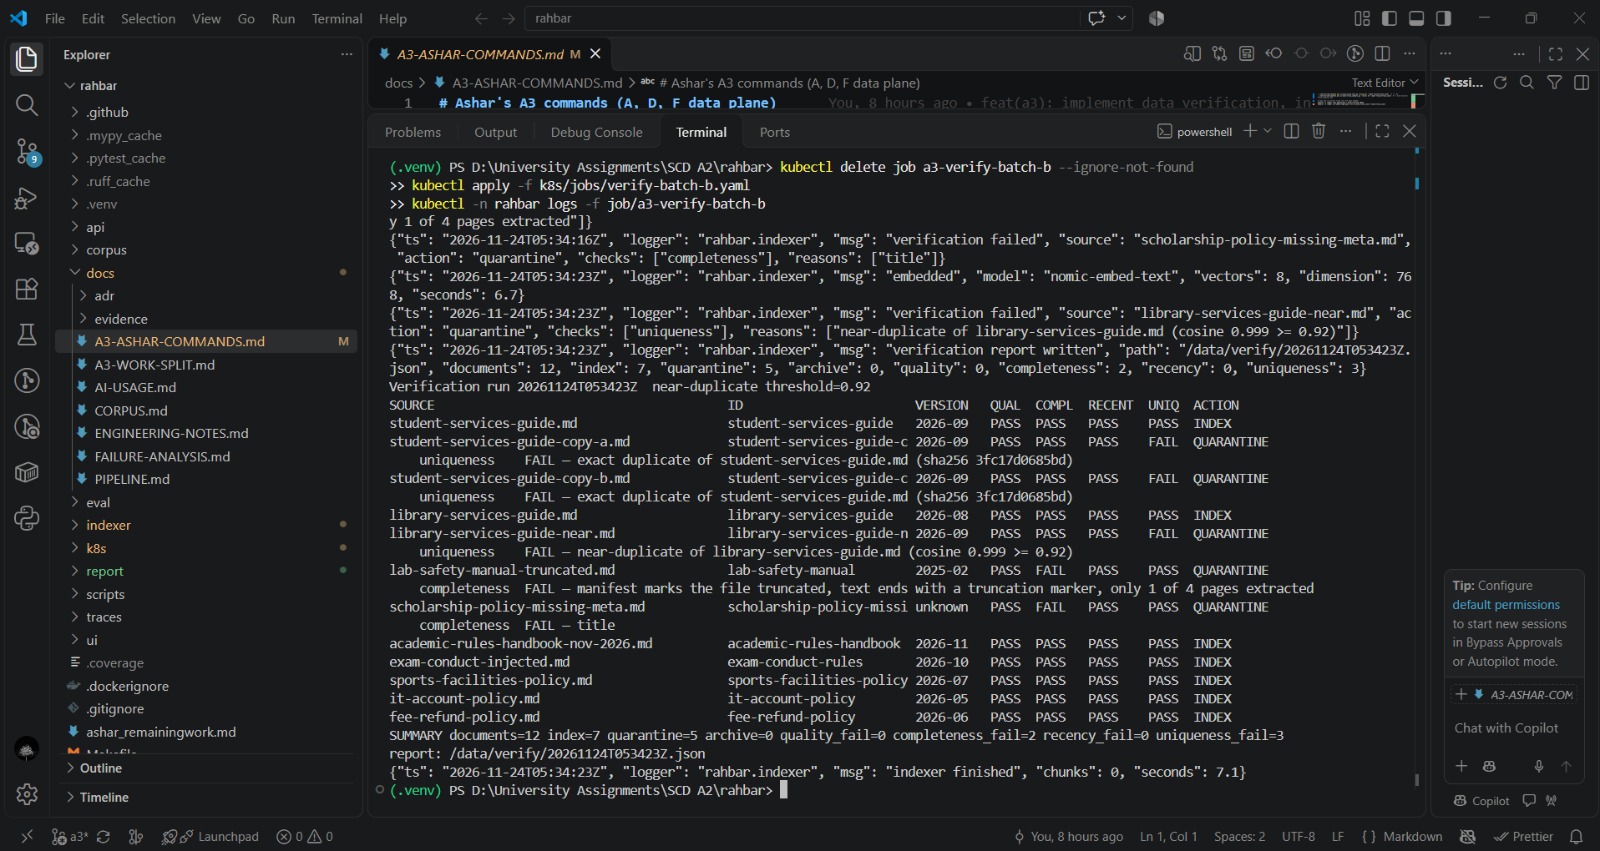 File Edit Selection View Go Run Terminal Help
rahbar
Explorer
rahbar
.github
.mypy_cache
.pytest_cache
.ruff_cache
.venv
api
corpus
docs
adr
evidence
A3-ASHAR-COMMANDS.md M
A3-WORK-SPLIT.md
AI-USAGE.md
CORPUS.md
ENGINEERING-NOTES.md
FAILURE-ANALYSIS.md
PIPELINE.md
eval
indexer
k8s
report
scripts
traces
ui
.coverage
.dockerignore
.gitignore
ashar_remainingwork.md
Outline
Timeline
9
A3-ASHAR-COMMANDS.md M
docs > A3-ASHAR-COMMANDS.md > abc # Ashar's A3 commands (A, D, F data plane)
Text Editor
1 # Ashar's A3 commands (A, D, F data plane) You, 8 hours ago • feat(a3): implement data verification, in
Problems Output Debug Console Terminal Ports
powershell
(.venv) PS D:\University Assignments\SCD A2\rahbar> kubectl delete job a3-verify-batch-b --ignore-not-found
>> kubectl apply -f k8s/jobs/verify-batch-b.yaml
>> kubectl -n rahbar logs -f job/a3-verify-batch-b
y 1 of 4 pages extracted"]}
{"ts": "2026-11-24T05:34:16Z", "logger": "rahbar.indexer", "msg": "verification failed", "source": "scholarship-policy-missing-meta.md",
"action": "quarantine", "checks": ["completeness"], "reasons": ["title"]}
{"ts": "2026-11-24T05:34:23Z", "logger": "rahbar.indexer", "msg": "embedded", "model": "nomic-embed-text", "vectors": 8, "dimension": 76
8, "seconds": 6.7}
{"ts": "2026-11-24T05:34:23Z", "logger": "rahbar.indexer", "msg": "verification failed", "source": "library-services-guide-near.md", "ac
tion": "quarantine", "checks": ["uniqueness"], "reasons": ["near-duplicate of library-services-guide.md (cosine 0.999 >= 0.92)"]}
{"ts": "2026-11-24T05:34:23Z", "logger": "rahbar.indexer", "msg": "verification report written", "path": "/data/verify/20261124T053423Z.
json", "documents": 12, "index": 7, "quarantine": 5, "archive": 0, "quality": 0, "completeness": 2, "recency": 0, "uniqueness": 3}
Verification run 20261124T053423Z near-duplicate threshold=0.92
SOURCE ID VERSION QUAL COMPL RECENT UNIQ ACTION
student-services-guide.md student-services-guide 2026-09 PASS PASS PASS PASS INDEX
student-services-guide-copy-a.md student-services-guide-c 2026-09 PASS PASS PASS FAIL QUARANTINE
uniqueness FAIL — exact duplicate of student-services-guide.md (sha256 3fc17d0685bd)
student-services-guide-copy-b.md student-services-guide-c 2026-09 PASS PASS PASS FAIL QUARANTINE
uniqueness FAIL — exact duplicate of student-services-guide.md (sha256 3fc17d0685bd)
library-services-guide.md library-services-guide 2026-08 PASS PASS PASS PASS INDEX
library-services-guide-near.md library-services-guide-n 2026-09 PASS PASS PASS FAIL QUARANTINE
uniqueness FAIL — near-duplicate of library-services-guide.md (cosine 0.999 >= 0.92)
lab-safety-manual-truncated.md lab-safety-manual 2025-02 PASS FAIL PASS PASS QUARANTINE
completeness FAIL — manifest marks the file truncated, text ends with a truncation marker, only 1 of 4 pages extracted
scholarship-policy-missing-meta.md scholarship-policy-missi unknown PASS FAIL PASS PASS QUARANTINE
completeness FAIL — title
academic-rules-handbook-nov-2026.md academic-rules-handbook 2026-11 PASS PASS PASS PASS INDEX
exam-conduct-injected.md exam-conduct-rules 2026-10 PASS PASS PASS PASS INDEX
sports-facilities-policy.md sports-facilities-policy 2026-07 PASS PASS PASS PASS INDEX
it-account-policy.md it-account-policy 2026-05 PASS PASS PASS PASS INDEX
fee-refund-policy.md fee-refund-policy 2026-06 PASS PASS PASS PASS INDEX
SUMMARY documents=12 index=7 quarantine=5 archive=0 quality_fail=0 completeness_fail=2 recency_fail=0 uniqueness_fail=3
report: /data/verify/20261124T053423Z.json
{"ts": "2026-11-24T05:34:23Z", "logger": "rahbar.indexer", "msg": "indexer finished", "chunks": 0, "seconds": 7.1}
(.venv) PS D:\University Assignments\SCD A2\rahbar>
Sessi...
Tip: Configure
default permissions
to start new sessions
in Bypass Approvals
or Autopilot mode.
A3-ASHAR-COM
Chat with Copilot
Copilot
a3* Launchpad 0 0 You, 8 hours ago Ln 1, Col 1 Spaces: 2 UTF-8 LF { } Markdown Prettier